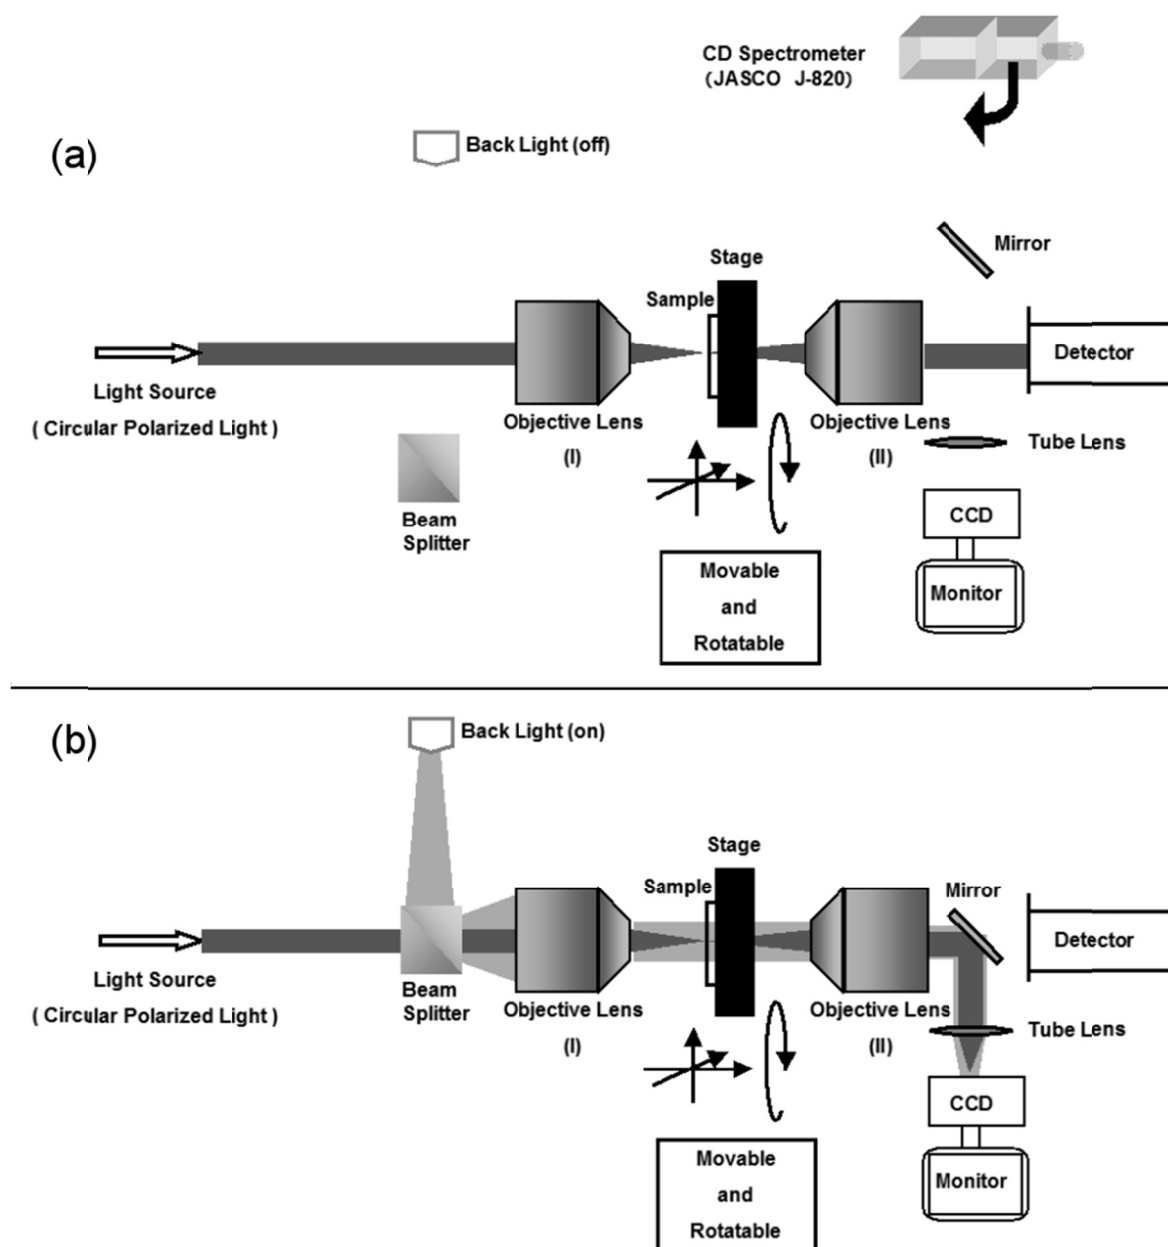 CD Spectrometer
(JASCO J-820)
(a)
Back Light (off)
Mirror
Stage
Sample
Detector
Light Source
( Circular Polarized Light )
Objective Lens
(I)
Objective Lens
(II)
Tube Lens
Beam
Splitter
CCD
Monitor
Movable
and
Rotatable
(b)
Back Light (on)
Stage
Sample
Mirror
Detector
Light Source
( Circular Polarized Light )
Beam
Splitter
Objective Lens
(I)
Objective Lens
(II)
Tube Lens
CCD
Monitor
Movable
and
Rotatable